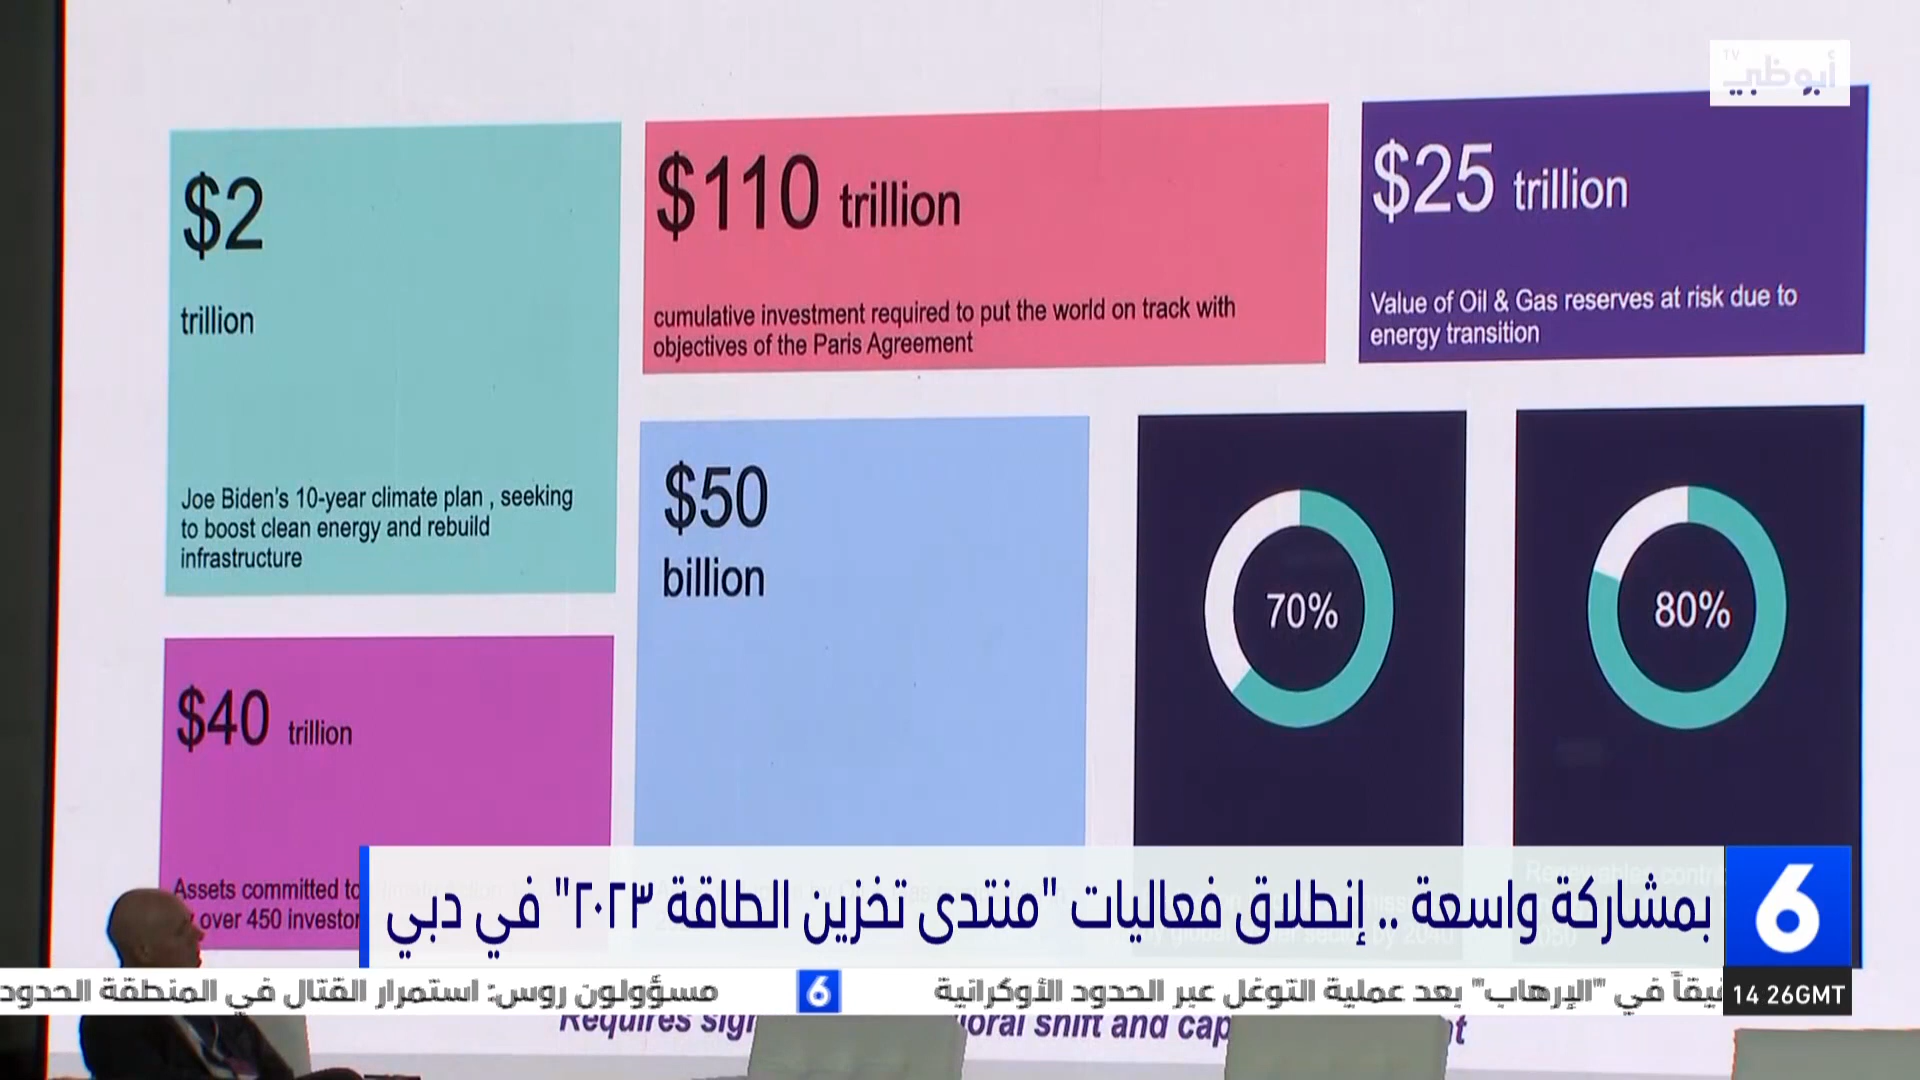 أبوظبي TV
$2
trillion
Joe Biden's 10-year climate plan , seeking
to boost clean energy and rebuild
infrastructure
$110 trillion
cumulative investment required to put the world on track with
objectives of the Paris Agreement
$25 trillion
Value of Oil & Gas reserves at risk due to
energy transition
$40 trillion
Assets committed to
over 450
$50
billion
70%
80%
بمشاركة واسعة .. إنطلاق فعاليات "منتدى تخزين الطاقة ٢٠٢٣" في دبي
6
في "الإرهاب" بعد عملية التوغل عبر الحدود الأوكرانية
6
مسؤولون روس: استمرار القتال في المنطقة
14 26GMT
Requires
shift and